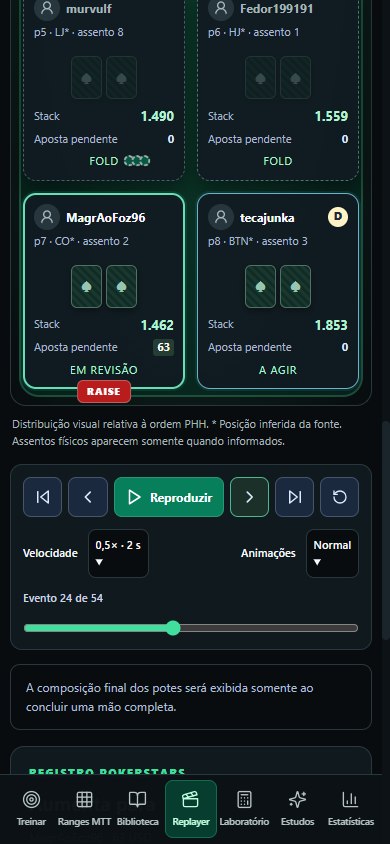 murvulf
Fedor199191
p5 · LJ* · assento 8
p6 · HJ* · assento 1
Stack 1.490
Stack 1.559
Aposta pendente 0
Aposta pendente 0
FOLD
FOLD
MagrAoFoz96
tecajunka D
p7 · CO* · assento 2
p8 · BTN* · assento 3
Stack 1.462
Stack 1.853
Aposta pendente 63
Aposta pendente 0
EM REVISÃO
A AGIR
RAISE
Distribuição visual relativa à ordem PHH. * Posição inferida da fonte.
Assentos físicos aparecem somente quando informados.
Reproduzir
Velocidade 0,5× · 2 s
Animações Normal
Evento 24 de 54
A composição final dos potes será exibida somente ao
concluir uma mão completa.
REGISTRO POKERSTARS
Treinar Ranges MTT Biblioteca Replayer Laboratório Estudos Estatísticas